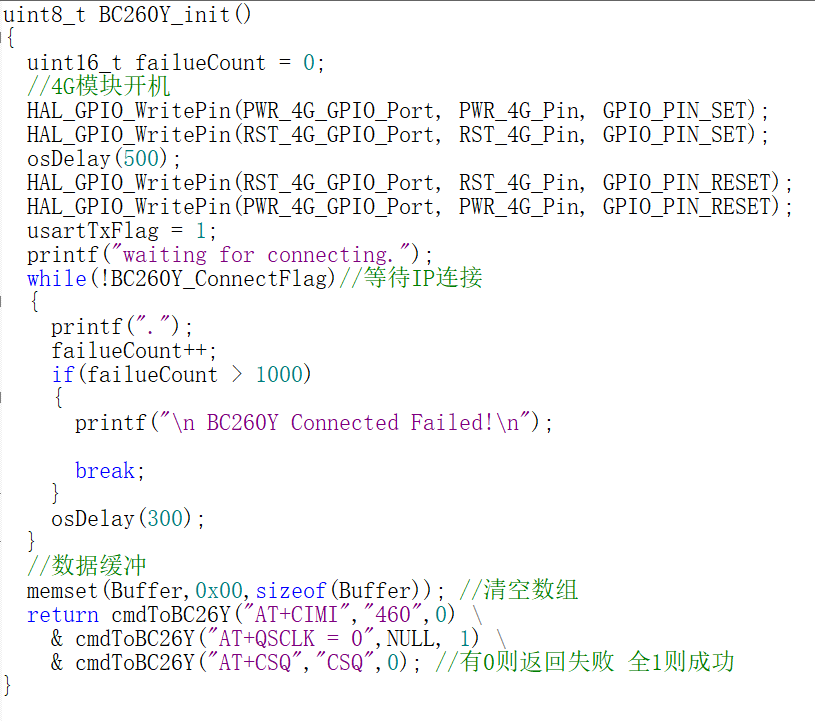 uint8_t BC260Y_init()
{
  uint16_t failueCount = 0;
  //4G模块开机
  HAL_GPIO_WritePin(PWR_4G_GPIO_Port, PWR_4G_Pin, GPIO_PIN_SET);
  HAL_GPIO_WritePin(RST_4G_GPIO_Port, RST_4G_Pin, GPIO_PIN_SET);
  osDelay(500);
  HAL_GPIO_WritePin(RST_4G_GPIO_Port, RST_4G_Pin, GPIO_PIN_RESET);
  HAL_GPIO_WritePin(PWR_4G_GPIO_Port, PWR_4G_Pin, GPIO_PIN_RESET);
  usartTxFlag = 1;
  printf("waiting for connecting.");
  while(!BC260Y_ConnectFlag)//等待IP连接
  {
    printf(".");
    failueCount++;
    if(failueCount > 1000)
    {
      printf("\n BC260Y Connected Failed!\n");
      break;
    }
    osDelay(300);
  }
  //数据缓冲
  memset(Buffer,0x00,sizeof(Buffer)); //清空数组
  return cmdToBC26Y("AT+CIMI","460",0) \
    & cmdToBC26Y("AT+QSCLK = 0",NULL, 1) \
    & cmdToBC26Y("AT+CSQ","CSQ",0); //有0则返回失败 全1则成功
}